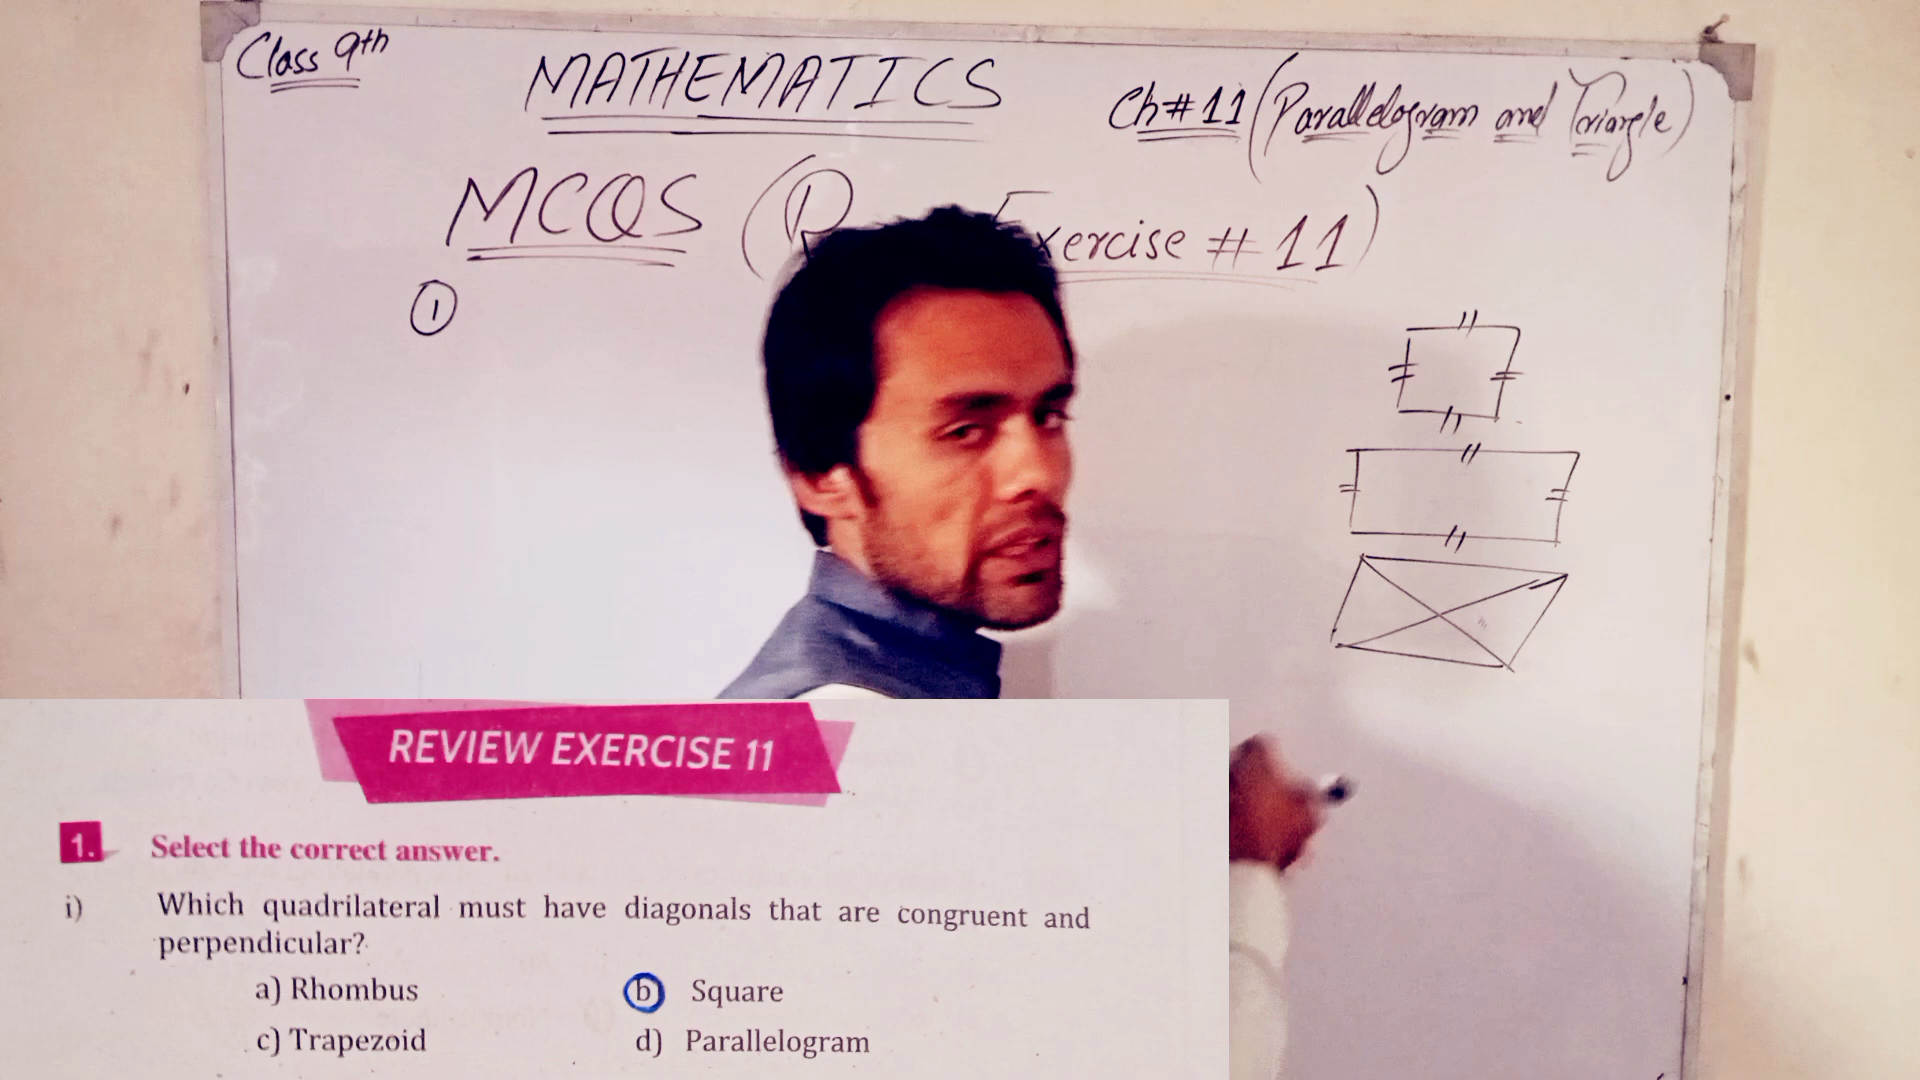 Class 9th
MATHEMATICS
Ch#11 (Parallelogram and Triangle)
MCQS (R Exercise # 11)
1
REVIEW EXERCISE 11
1. Select the correct answer.
i) Which quadrilateral must have diagonals that are congruent and
perpendicular?
a) Rhombus b) Square
c) Trapezoid d) Parallelogram